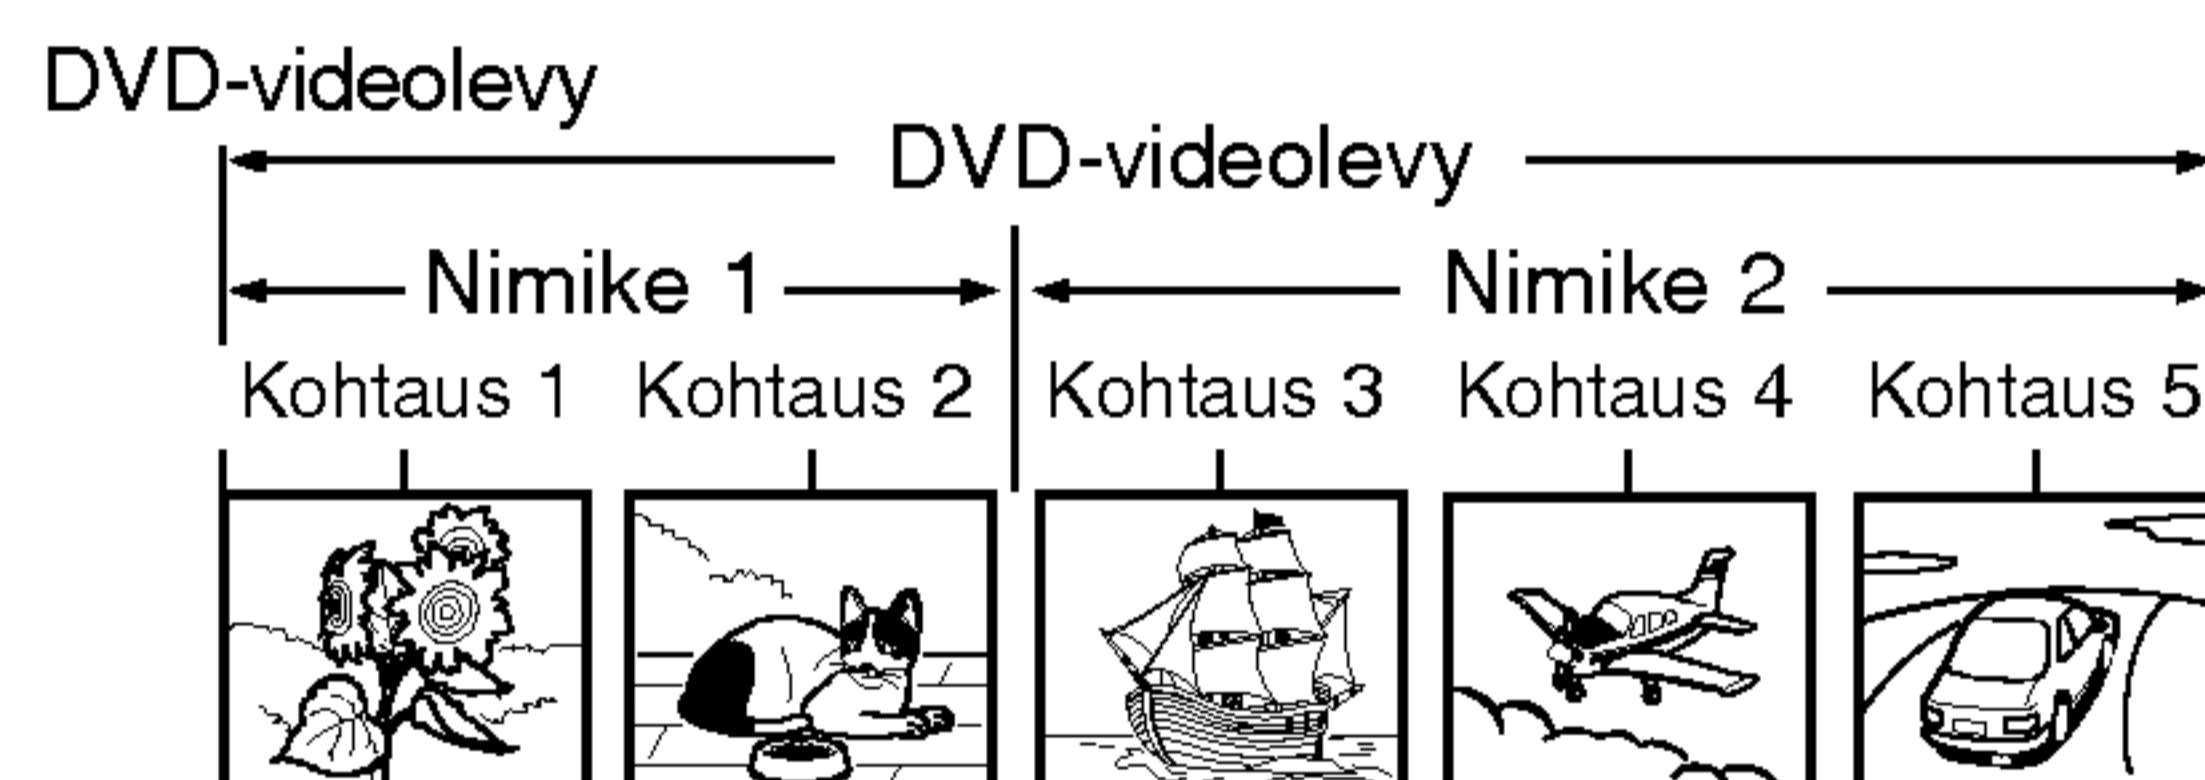 DVD-videolevy
DVD-videolevy
Nimike 1 Nimike 2
Kohtaus 1 Kohtaus 2 Kohtaus 3 Kohtaus 4 Kohtaus 5